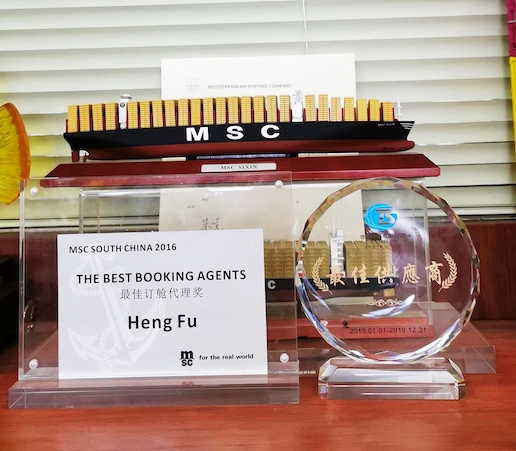 MEDITERRANEAN SHIPPING COMPANY
MSC
MSC SIXIN
MSC SOUTH CHINA 2016
THE BEST BOOKING AGENTS
最佳订舱代理奖
Heng Fu
msc for the real world
最佳供應商
2019.01.01-2019.12.31